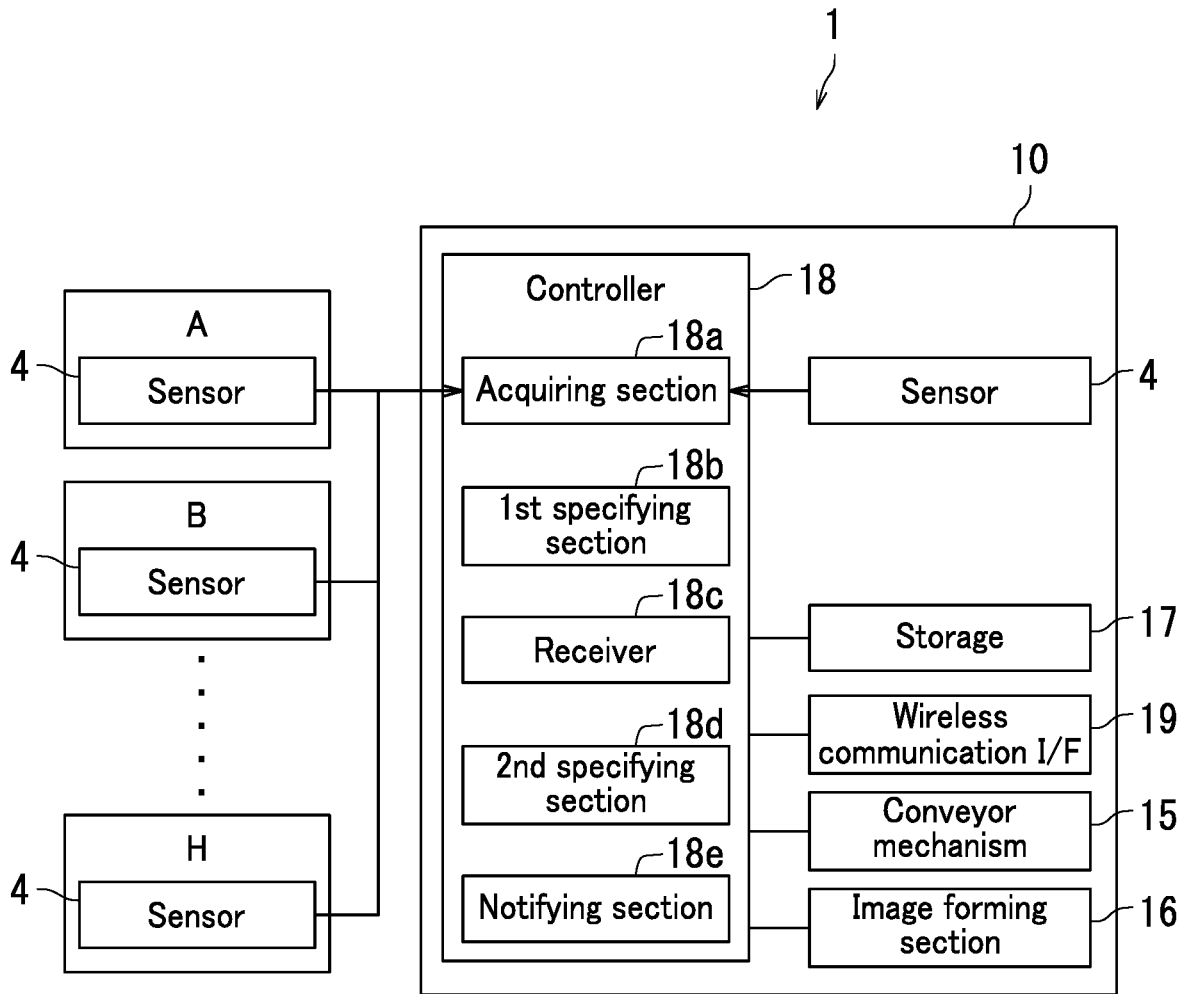 1
10
A
4
Sensor
B
4
Sensor
H
4
Sensor
Controller
18
18a
Acquiring section
18b
1st specifying
section
18c
Receiver
18d
2nd specifying
section
18e
Notifying section
Sensor
4
Storage
17
Wireless
communication I/F
19
Conveyor
mechanism
15
Image forming
section
16